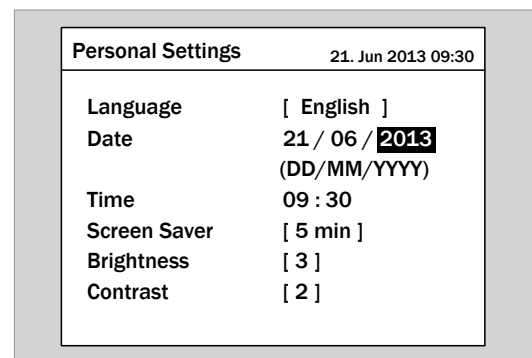 Personal Settings 21. Jun 2013 09:30
Language [ English ]
Date 21 / 06 / 2013
(DD/MM/YYYY)
Time 09 : 30
Screen Saver [ 5 min ]
Brightness [ 3 ]
Contrast [ 2 ]